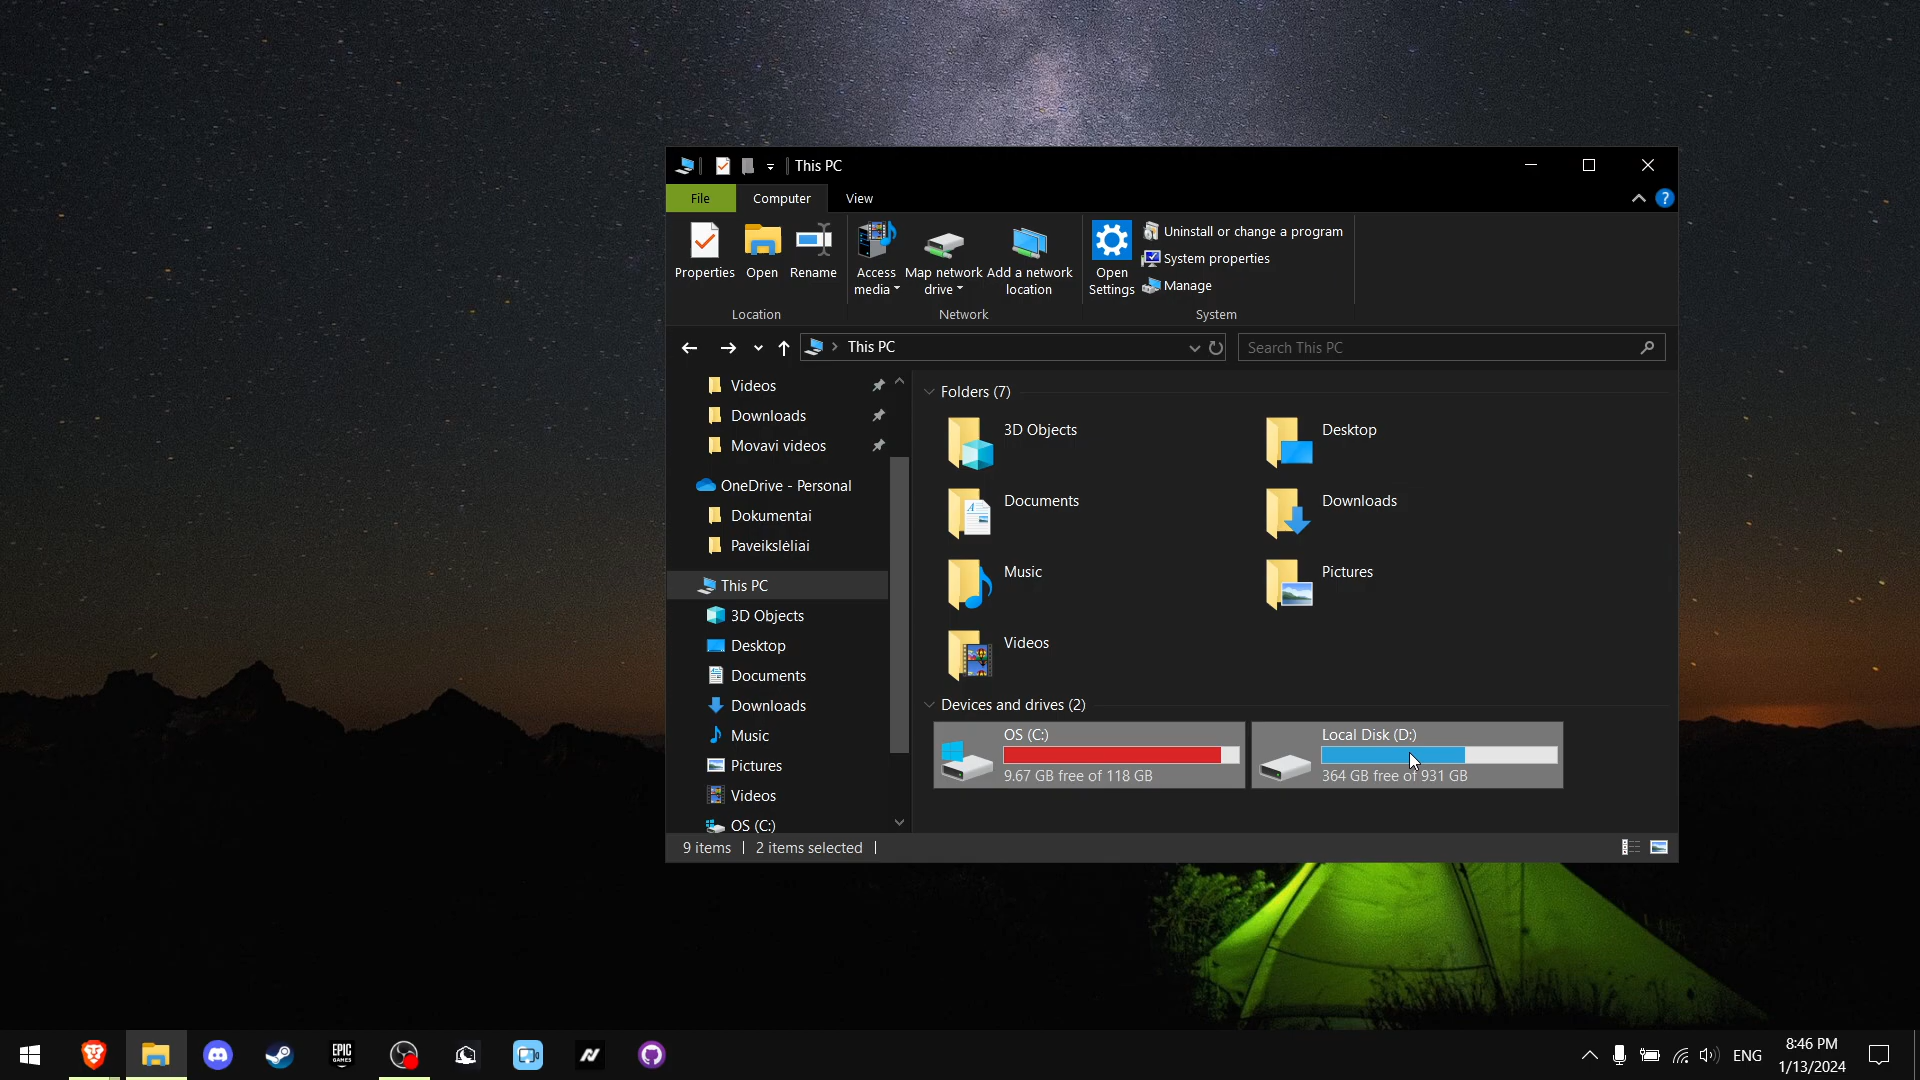 This PC
File Computer View
Properties Open Rename
Access media
Map network drive
Add a network location
Open Settings
Uninstall or change a program
System properties
Manage
Location Network System
This PC
Search This PC
Videos
Downloads
Movavi videos
OneDrive - Personal
Dokumentai
Paveikslėliai
This PC
3D Objects
Desktop
Documents
Downloads
Music
Pictures
Videos
OS (C:)
Folders (7)
3D Objects
Desktop
Documents
Downloads
Music
Pictures
Videos
Devices and drives (2)
OS (C:)
9.67 GB free of 118 GB
Local Disk (D:)
364 GB free of 931 GB
9 items 2 items selected
EPIC
GAMES
ENG
8:46 PM
1/13/2024